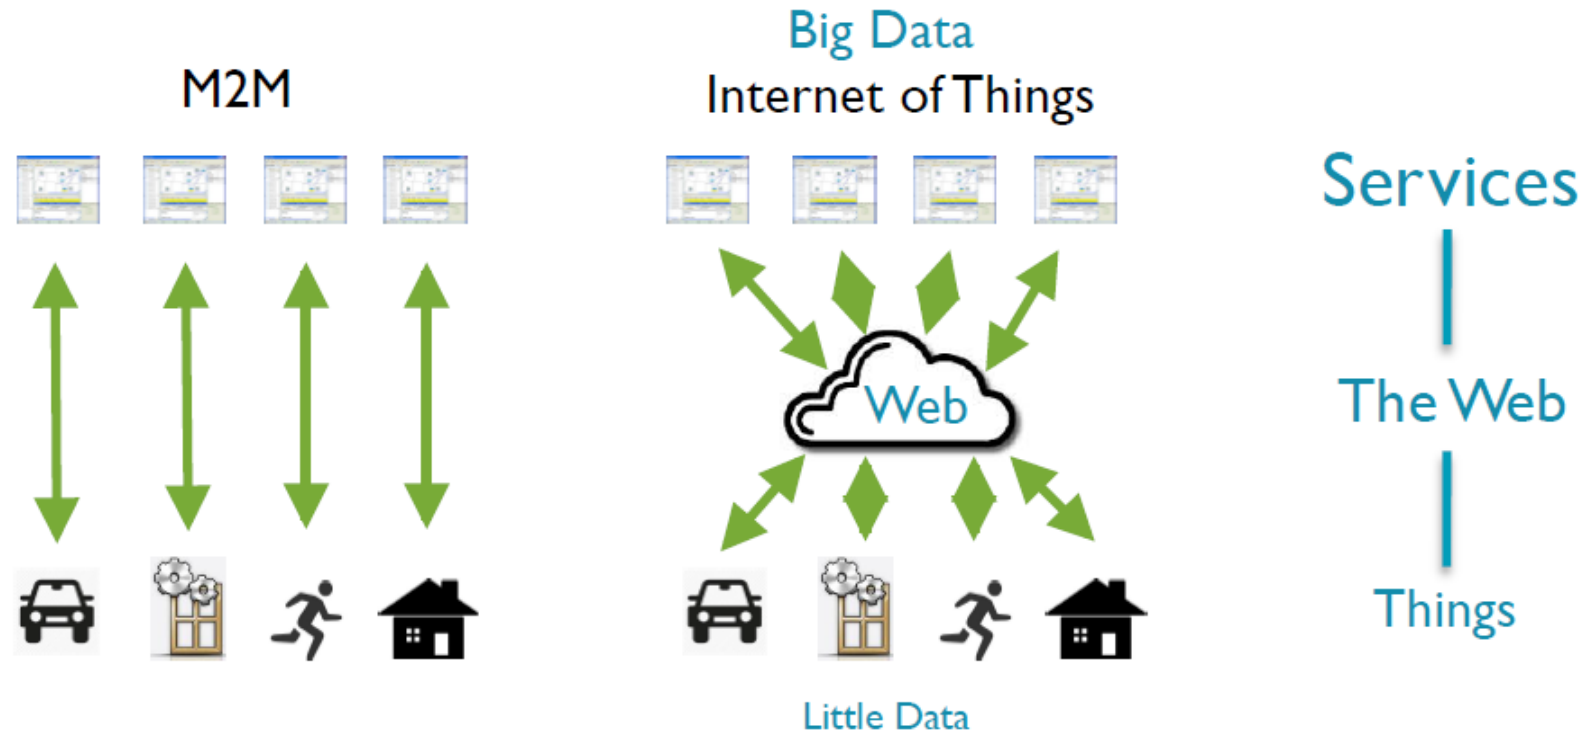 Big Data
M2M
Internet of Things
Services
Web
The Web
Things
Little Data